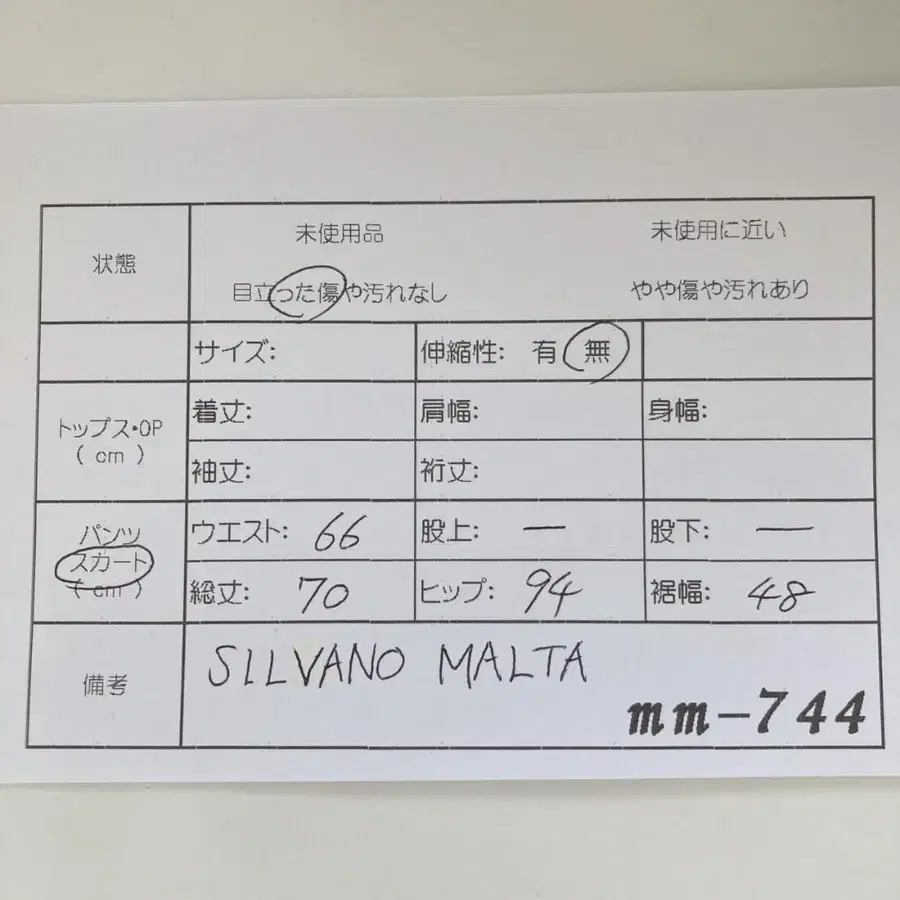 状態
未使用品 未使用に近い
目立った傷や汚れなし やや傷や汚れあり
サイズ: 伸縮性: 有 無
トップス・OP
( cm )
着丈: 肩幅: 身幅:
袖丈: 裄丈:
パンツ
スカート
( cm )
ウエスト: 66 股上: — 股下: —
総丈: 70 ヒップ: 94 裾幅: 48
備考
SILVANO MALTA
mm-744